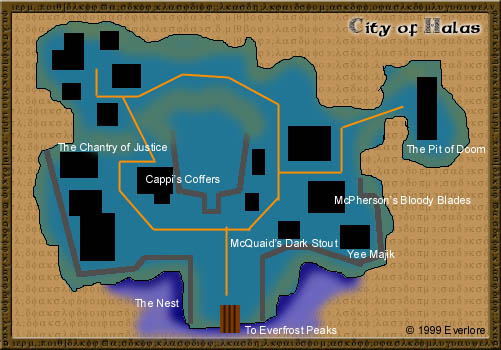 City of Halas
The Chantry of Justice
The Pit of Doom
Cappi's Coffers
McPherson's Bloody Blades
McQuaid's Dark Stout
Yee Majik
The Nest
To Everfrost Peaks
© 1999 Everlore